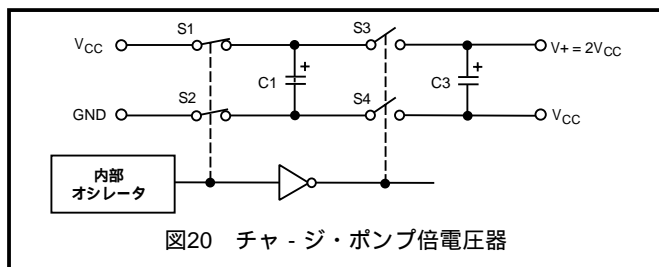 S1
S3
VCC
V+ = 2VCC
C1
C3
S2
S4
GND
VCC
内部
オシレータ
図20 チャ - ジ・ポンプ倍電圧器